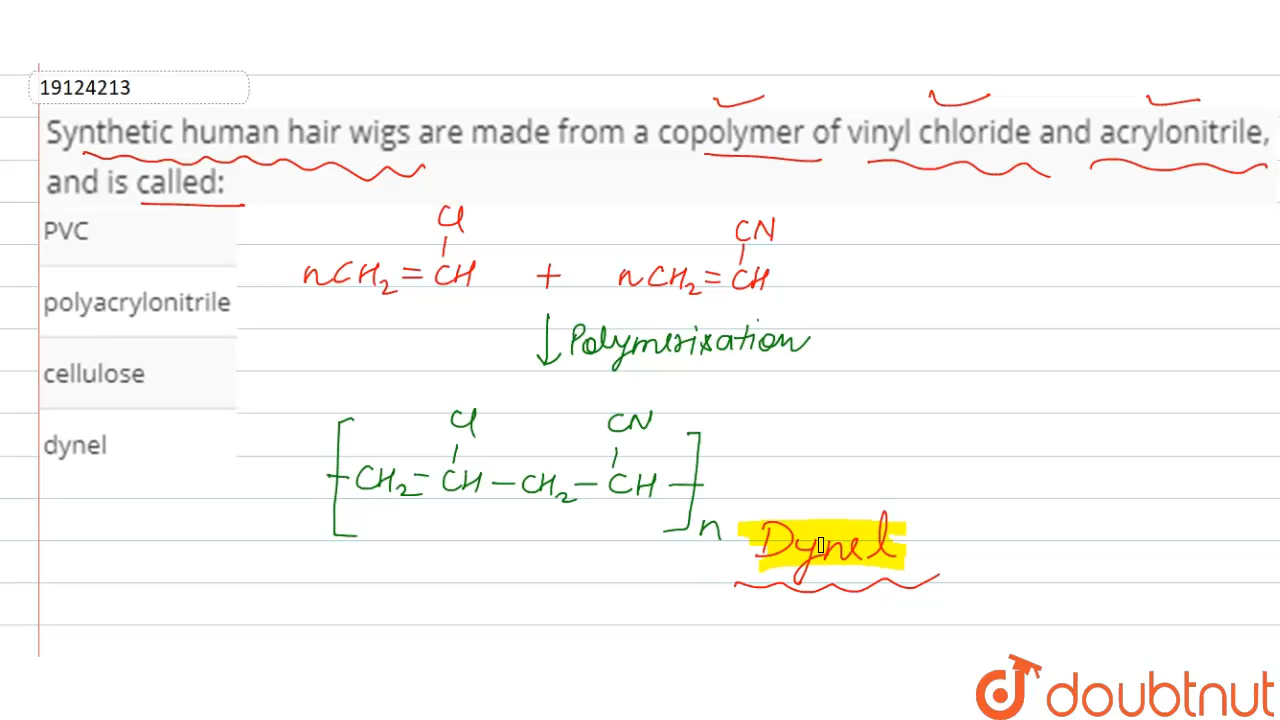 19124213
Synthetic human hair wigs are made from a copolymer of vinyl chloride and acrylonitrile,
and is called:
PVC
polyacrylonitrile
cellulose
dynel
Cl CN
nCH2=CH + nCH2=CH
↓ Polymerisation
Cl CN
[-CH2-CH-CH2-CH-]n
Dynel
doubtnut